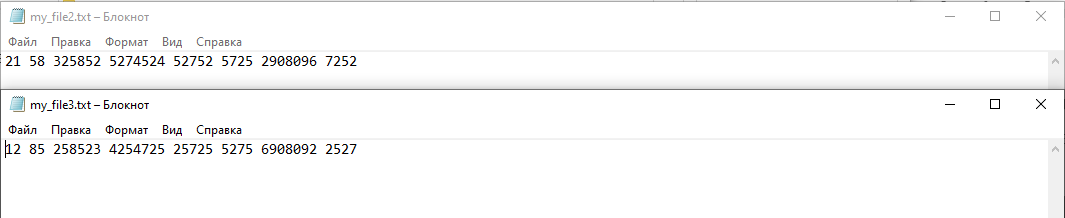 my_file2.txt – Блокнот
Файл Правка Формат Вид Справка
21 58 325852 5274524 52752 5725 2908096 7252
my_file3.txt – Блокнот
Файл Правка Формат Вид Справка
12 85 258523 4254725 25725 5275 6908092 2527